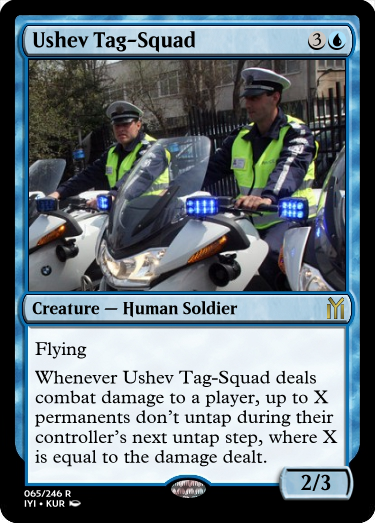 Ushev Tag-Squad 3
Creature — Human Soldier
Flying
Whenever Ushev Tag-Squad deals
combat damage to a player, up to X
permanents don't untap during their
controller's next untap step, where X
is equal to the damage dealt.
2/3
065/246 R
IYI • KUR